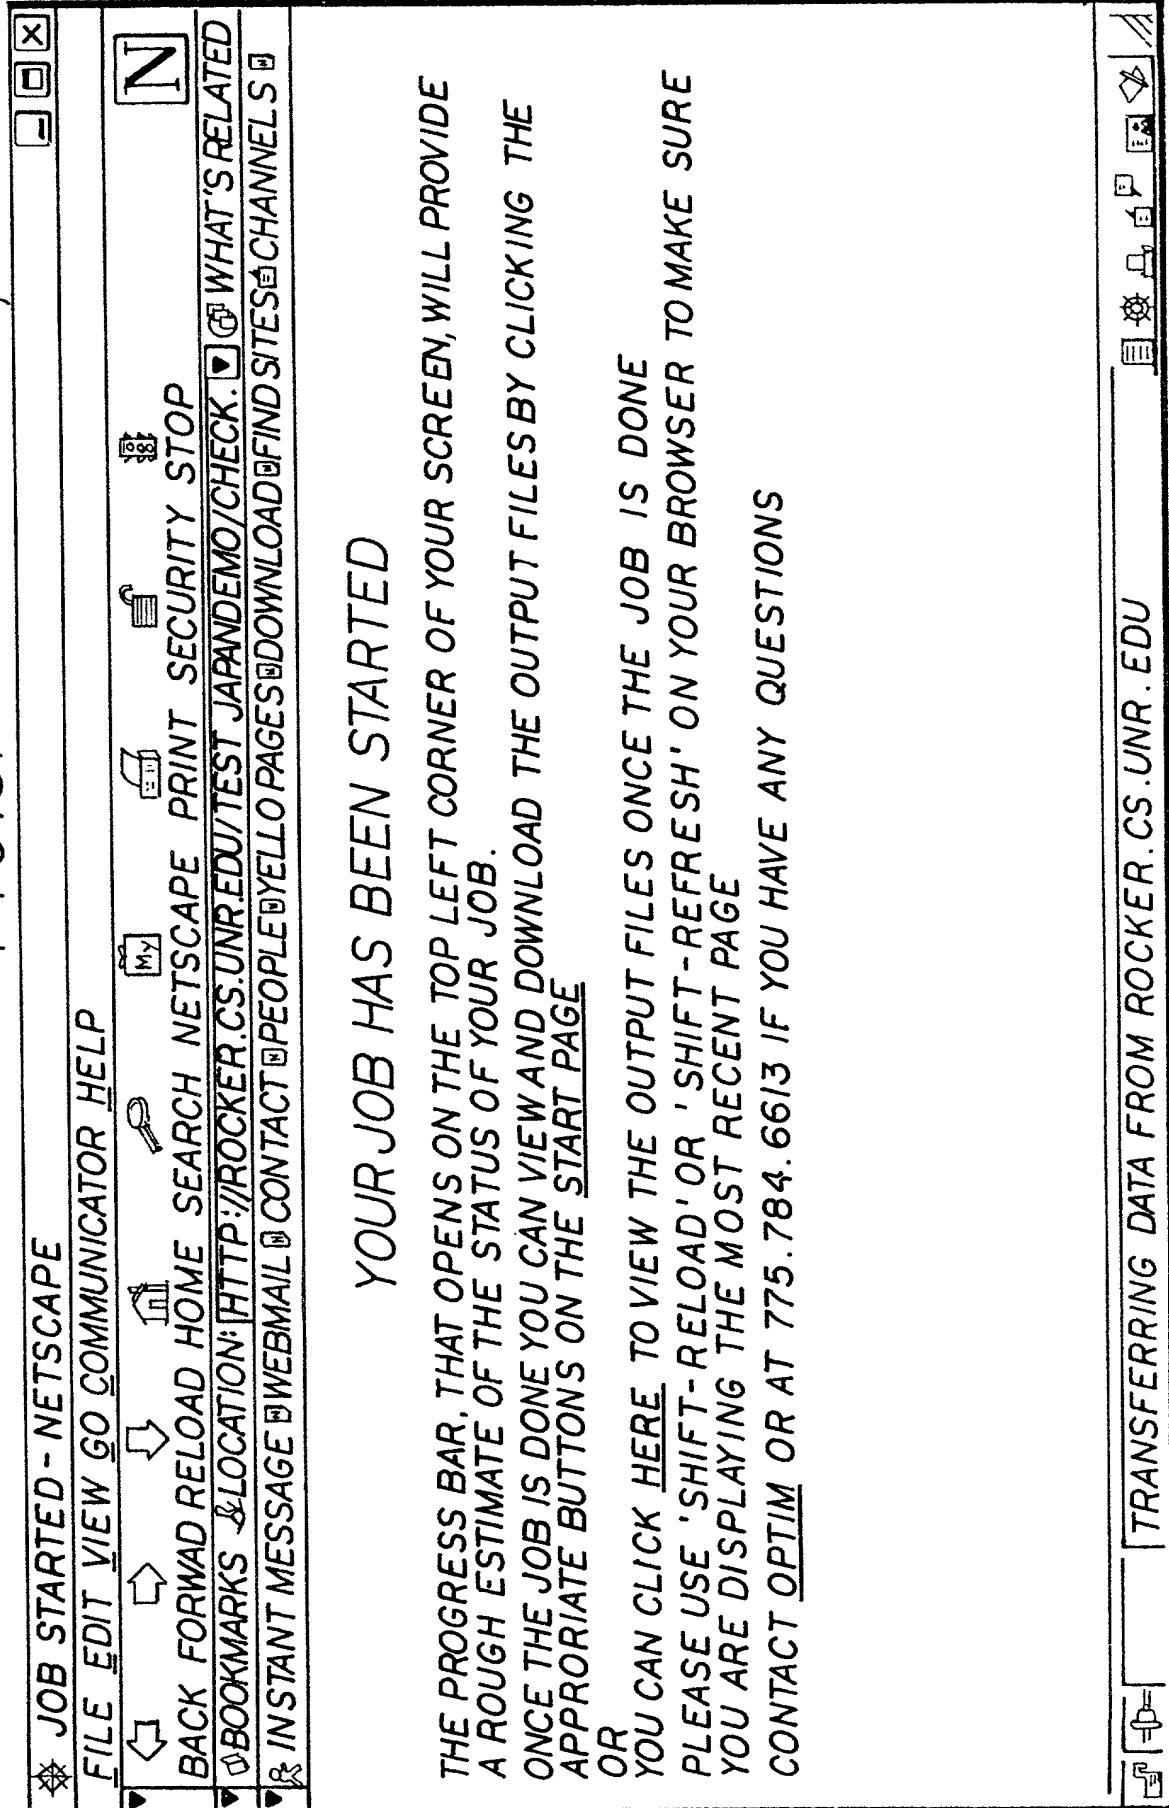 JOB STARTED - NETSCAPE
FILE EDIT VIEW GO COMMUNICATOR HELP
BACK FORWAD RELOAD HOME SEARCH NETSCAPE PRINT SECURITY STOP
My
N
BOOKMARKS & LOCATION: HTTP://ROCKER.CS.UNR.EDU/TEST JAPANDEMO/CHECK. WHAT'S RELATED
INSTANT MESSAGE WEBMAIL CONTACT PEOPLE YELLO PAGES DOWNLOAD FIND SITES CHANNELS
YOUR JOB HAS BEEN STARTED
THE PROGRESS BAR, THAT OPENS ON THE TOP LEFT CORNER OF YOUR SCREEN, WILL PROVIDE
A ROUGH ESTIMATE OF THE STATUS OF YOUR JOB.
ONCE THE JOB IS DONE YOU CAN VIEW AND DOWNLOAD THE OUTPUT FILES BY CLICKING THE
APPRORIATE BUTTONS ON THE START PAGE
OR
YOU CAN CLICK HERE TO VIEW THE OUTPUT FILES ONCE THE JOB IS DONE
PLEASE USE 'SHIFT-RELOAD' OR 'SHIFT-REFRESH' ON YOUR BROWSER TO MAKE SURE
YOU ARE DISPLAYING THE MOST RECENT PAGE
CONTACT OPTIM OR AT 775.784.6613 IF YOU HAVE ANY QUESTIONS
TRANSFERRING DATA FROM ROCKER.CS.UNR.EDU